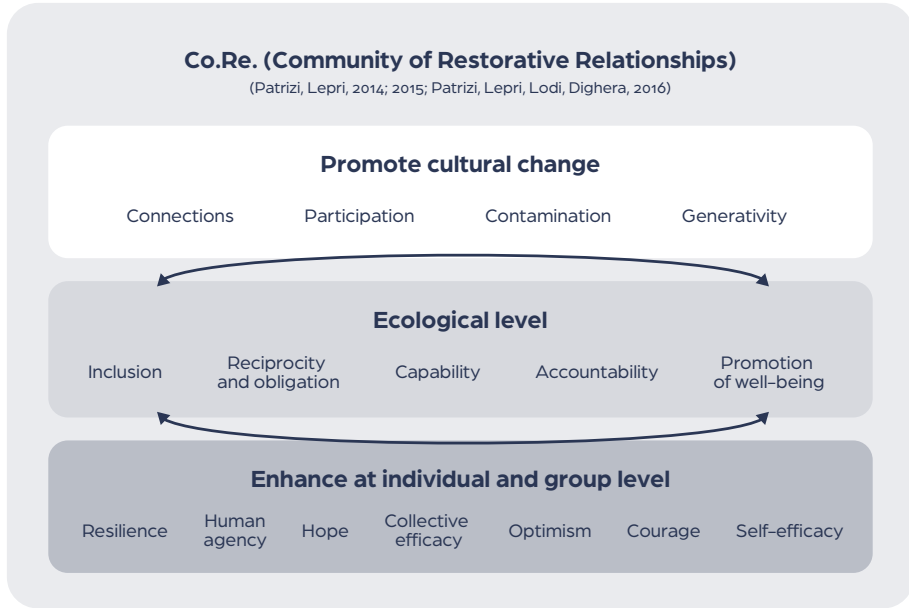 Co.Re. (Community of Restorative Relationships)
(Patrizi, Lepri, 2014; 2015; Patrizi, Lepri, Lodi, Dighera, 2016)
Promote cultural change
Connections Participation Contamination Generativity
Ecological level
Inclusion
Reciprocity
and obligation
Capability
Accountability
Promotion
of well-being
Enhance at individual and group level
Resilience
Human
agency
Hope
Collective
efficacy
Optimism
Courage
Self-efficacy